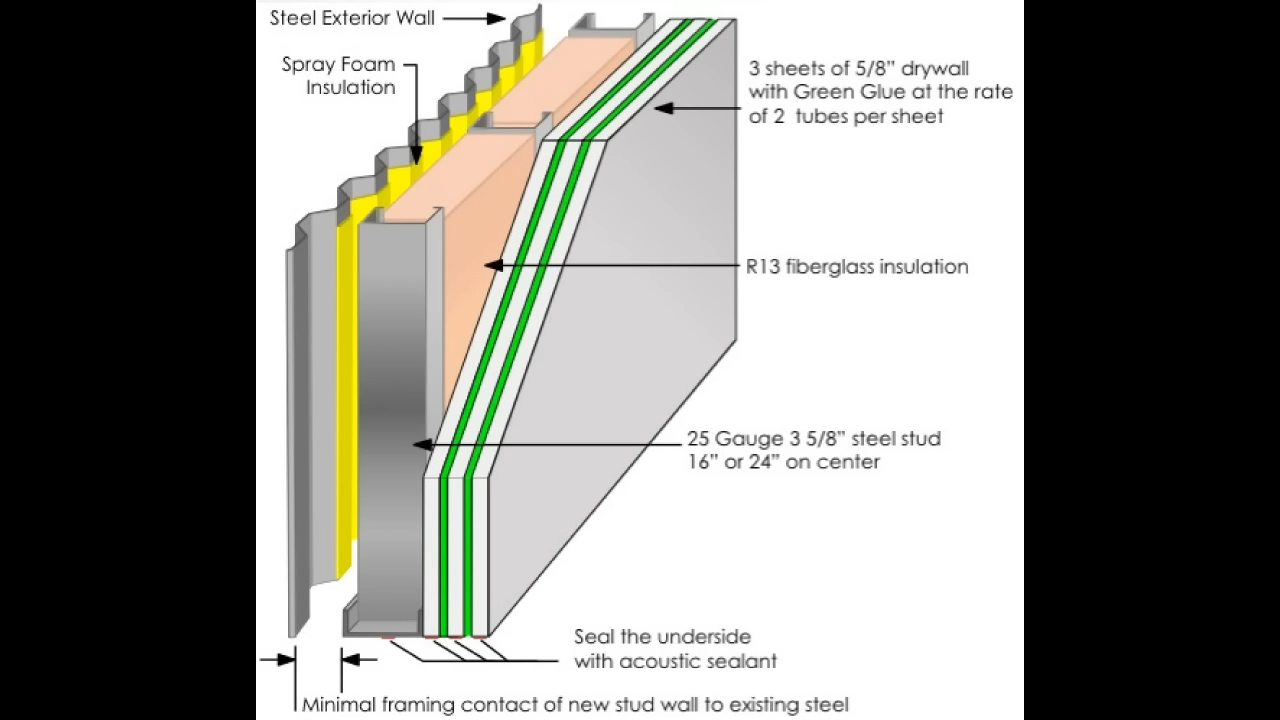 Steel Exterior Wall
Spray Foam
Insulation
3 sheets of 5/8” drywall
with Green Glue at the rate
of 2 tubes per sheet
R13 fiberglass insulation
25 Gauge 3 5/8” steel stud
16” or 24” on center
Seal the underside
with acoustic sealant
Minimal framing contact of new stud wall to existing steel